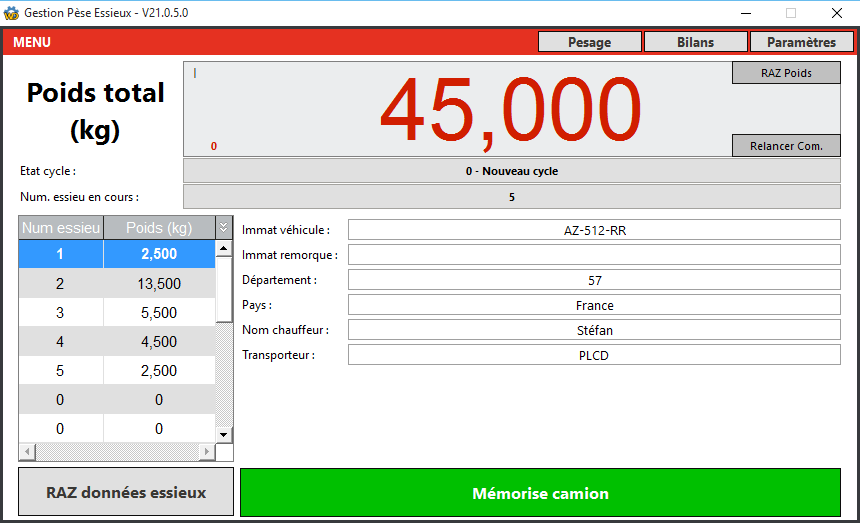 Gestion Pèse Essieux - V21.0.5.0
MENU
Pesage
Bilans
Paramètres
Poids total
(kg)
I
45,000
0
RAZ Poids
Relancer Com.
Etat cycle :
0 - Nouveau cycle
Num. essieu en cours :
5
Num essieu Poids (kg)
1 2,500
2 13,500
3 5,500
4 4,500
5 2,500
0 0
0 0
Immat véhicule : AZ-512-RR
Immat remorque :
Département : 57
Pays : France
Nom chauffeur : Stéfan
Transporteur : PLCD
RAZ données essieux
Mémorise camion